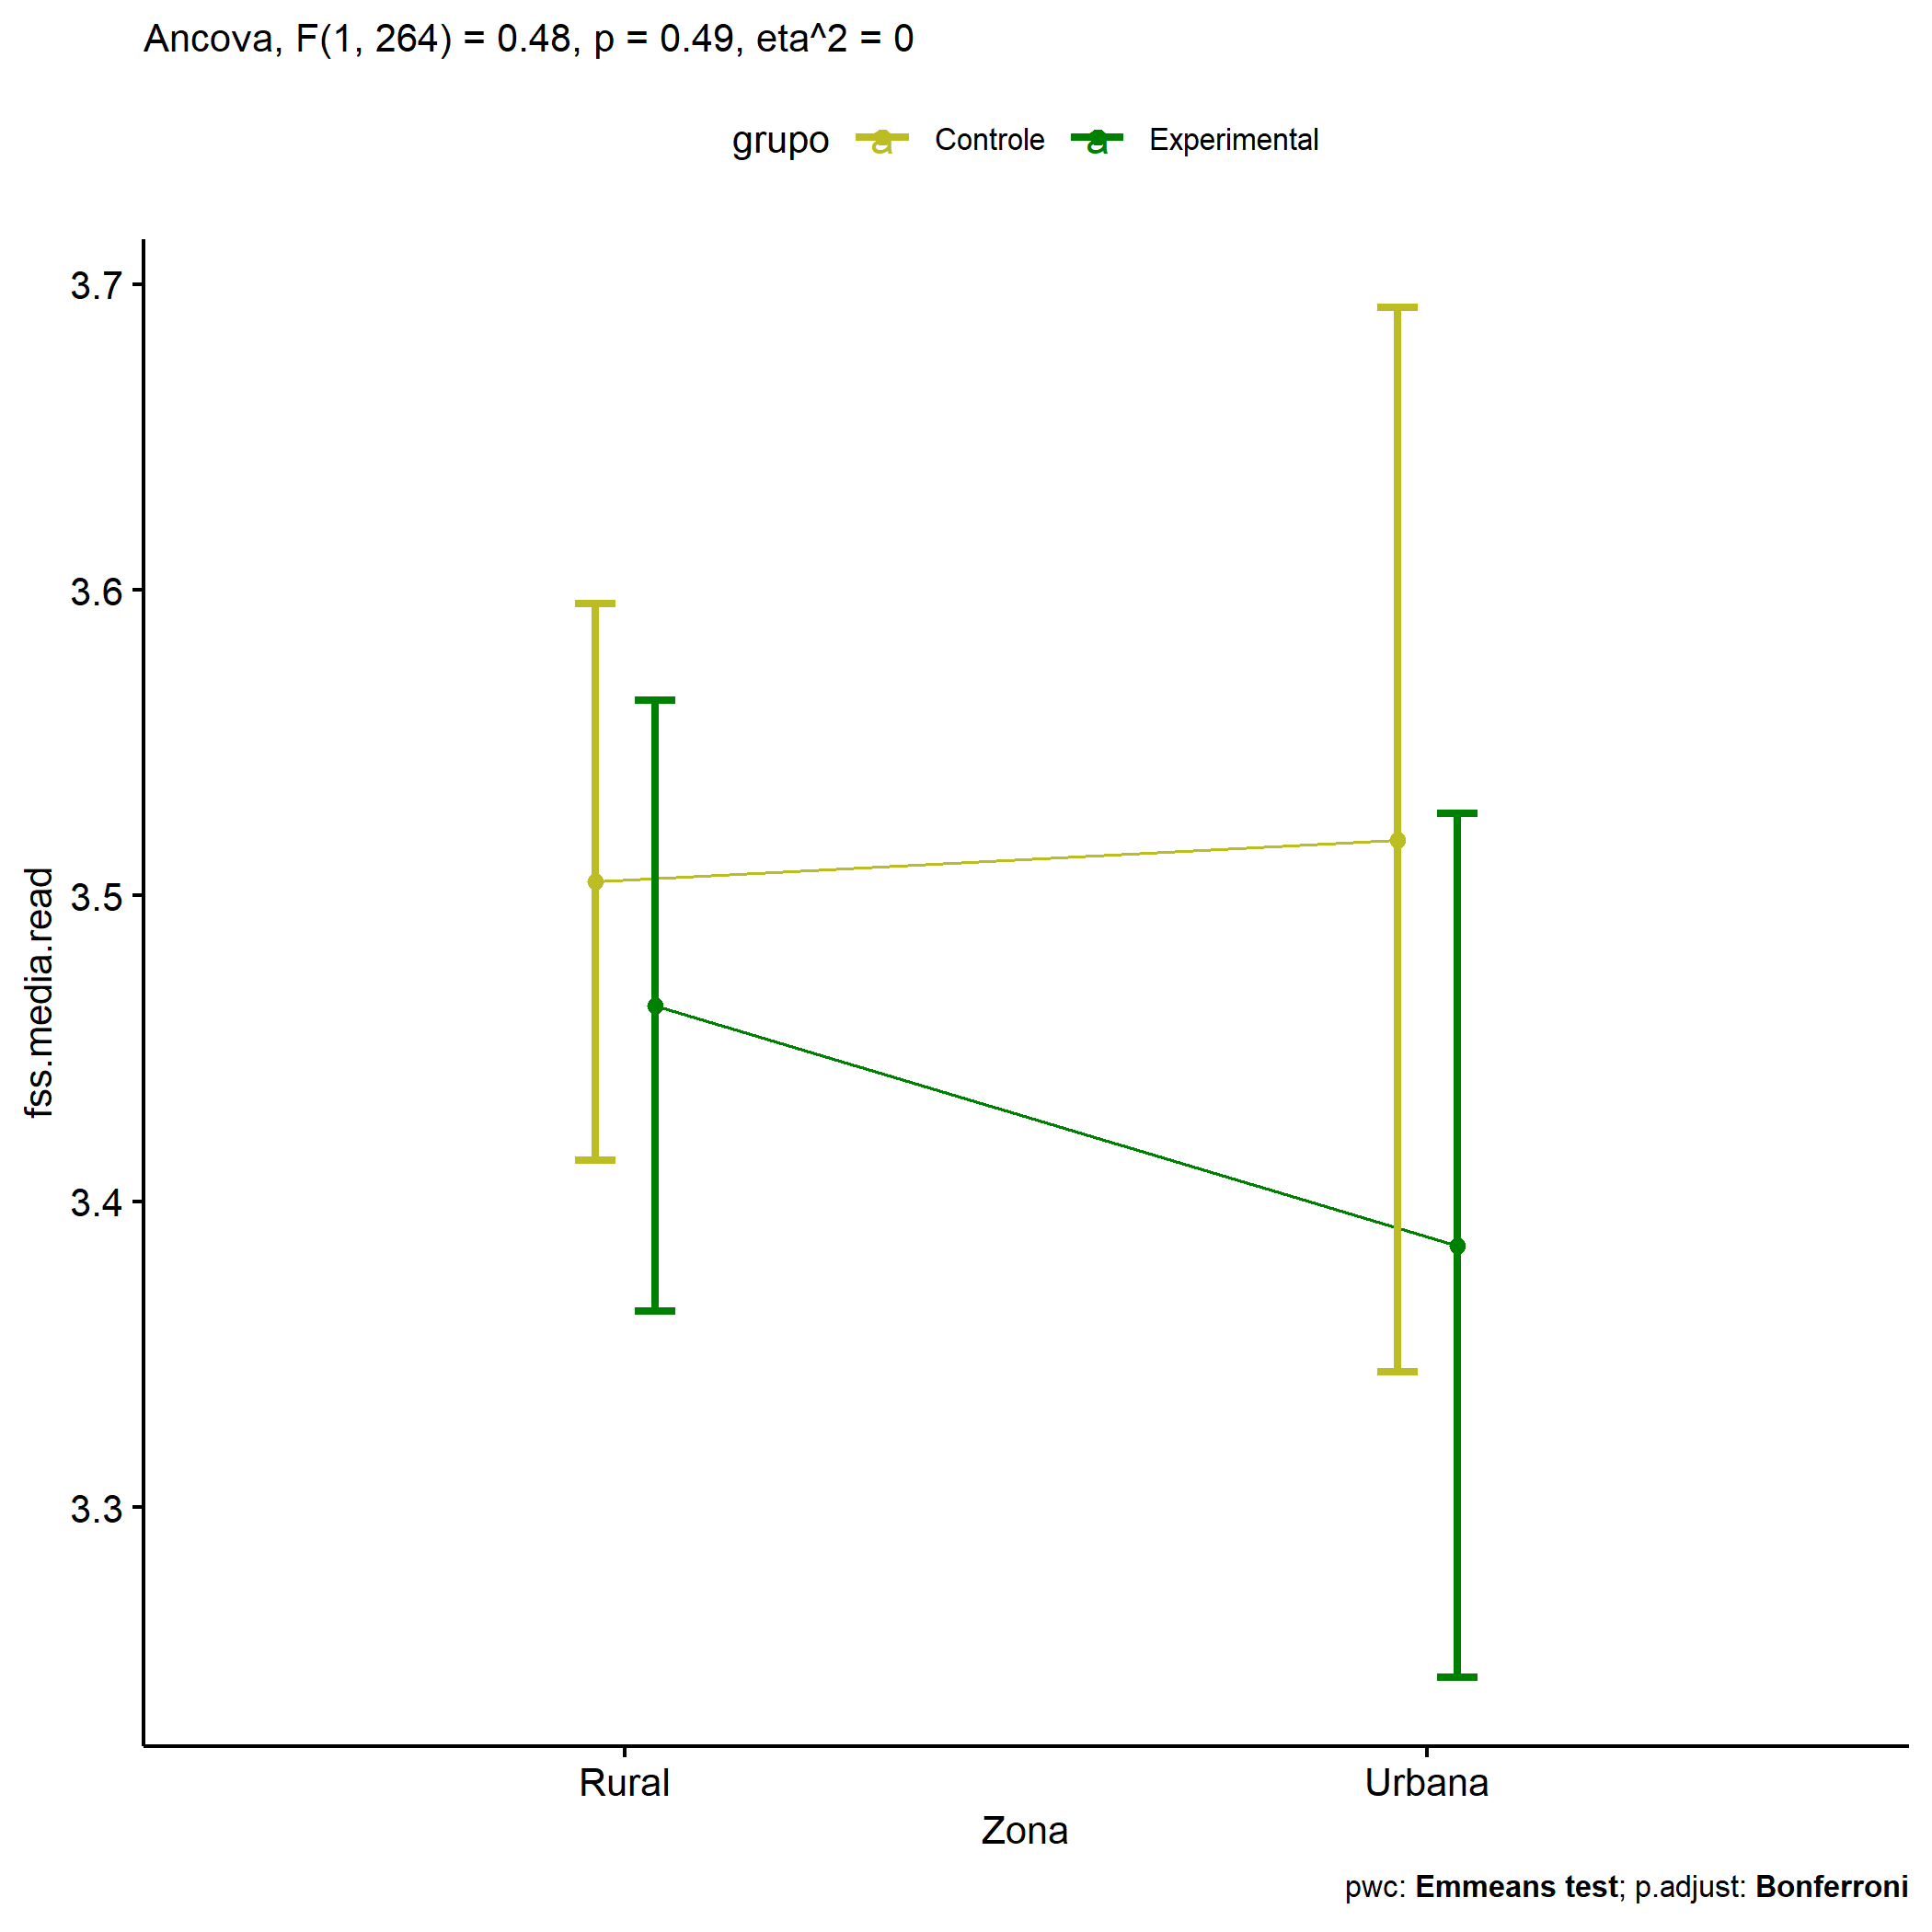 Ancova, F(1, 264) = 0.48, p = 0.49, eta^2 = 0
grupo a Controle a Experimental
3.7
3.6
3.5
3.4
3.3
fss.media.read
Rural Urbana
Zona
pwc: Emmeans test; p.adjust: Bonferroni